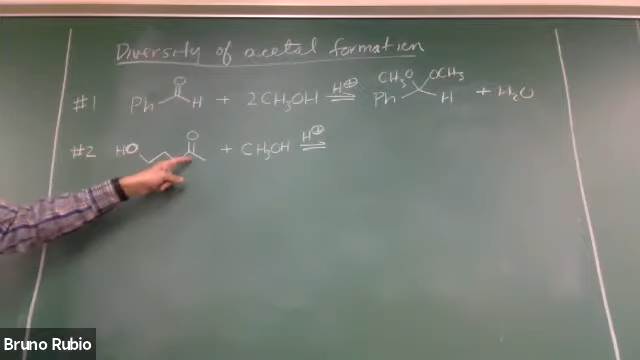 Diversity of acetal formation
CH₃O OCH₃
#1 Ph O H + 2CH₃OH H⊕ ⇌ Ph H + H₂O
#2 HO O + CH₃OH H⊕ ⇌
Bruno Rubio